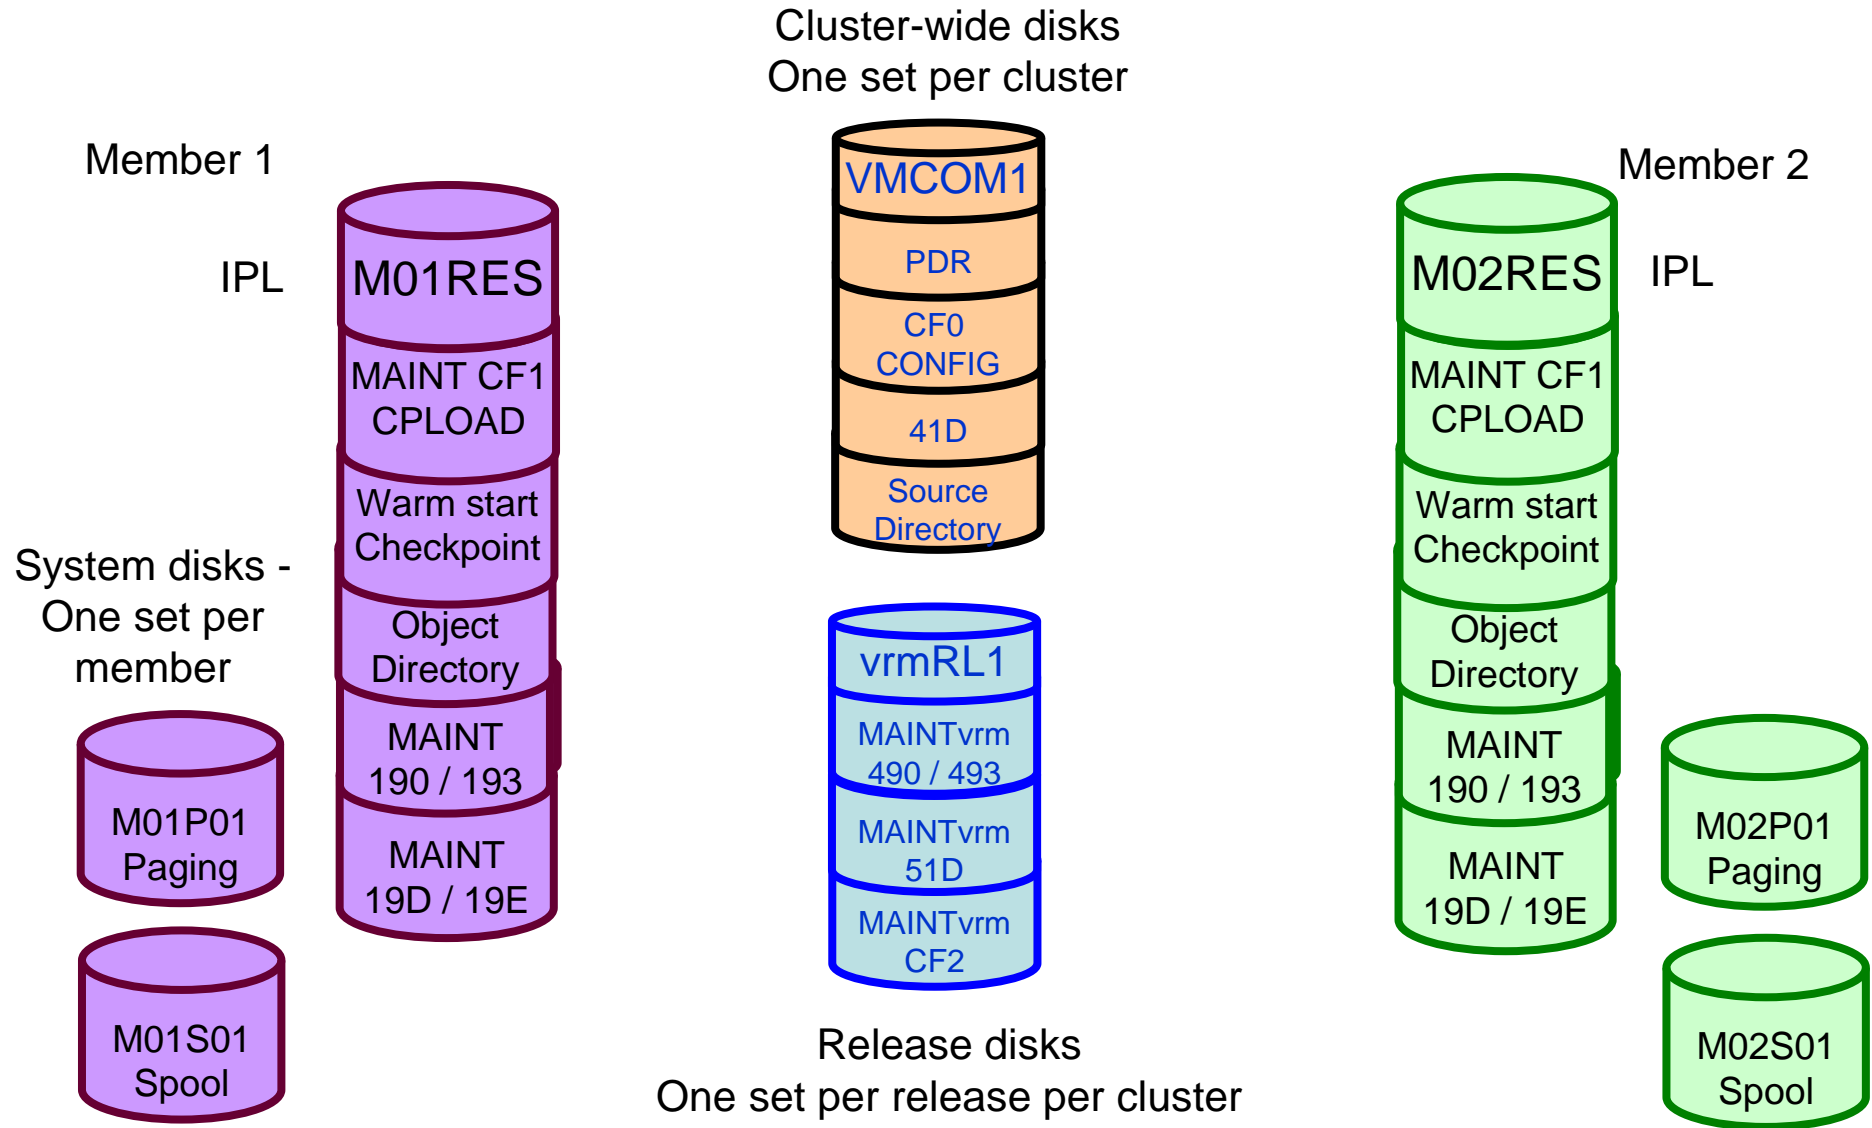 Cluster-wide disks
One set per cluster
Member 1
IPL
M01RES
MAINT CF1
CPLOAD
Warm start
Checkpoint
Object
Directory
MAINT
190 / 193
MAINT
19D / 19E
System disks -
One set per
member
M01P01
Paging
M01S01
Spool
VMCOM1
PDR
CF0
CONFIG
41D
Source
Directory
vrmRL1
MAINTvrm
490 / 493
MAINTvrm
51D
MAINTvrm
CF2
Release disks
One set per release per cluster
Member 2
IPL
M02RES
MAINT CF1
CPLOAD
Warm start
Checkpoint
Object
Directory
MAINT
190 / 193
MAINT
19D / 19E
M02P01
Paging
M02S01
Spool